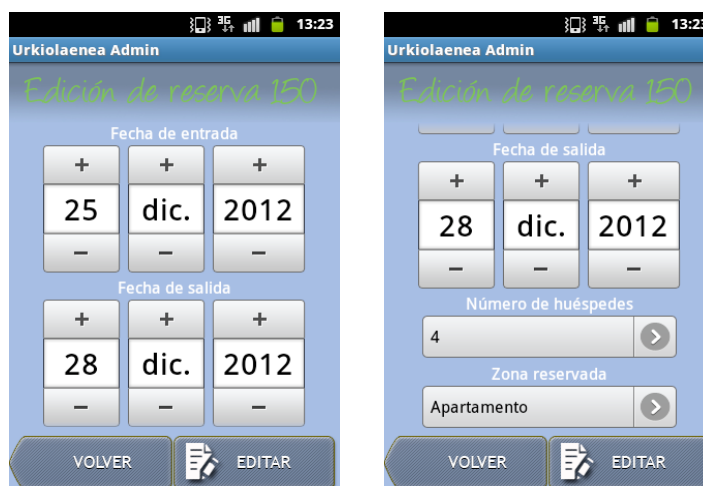 3G 13:23
Urkiolaenea Admin
Edición de reserva 150
Fecha de entrada
+ + +
25 dic. 2012
− − −
Fecha de salida
+ + +
28 dic. 2012
− − −
VOLVER EDITAR
3G 13:23
Urkiolaenea Admin
Edición de reserva 150
Fecha de salida
+ + +
28 dic. 2012
− − −
Número de huéspedes
4
Zona reservada
Apartamento
VOLVER EDITAR